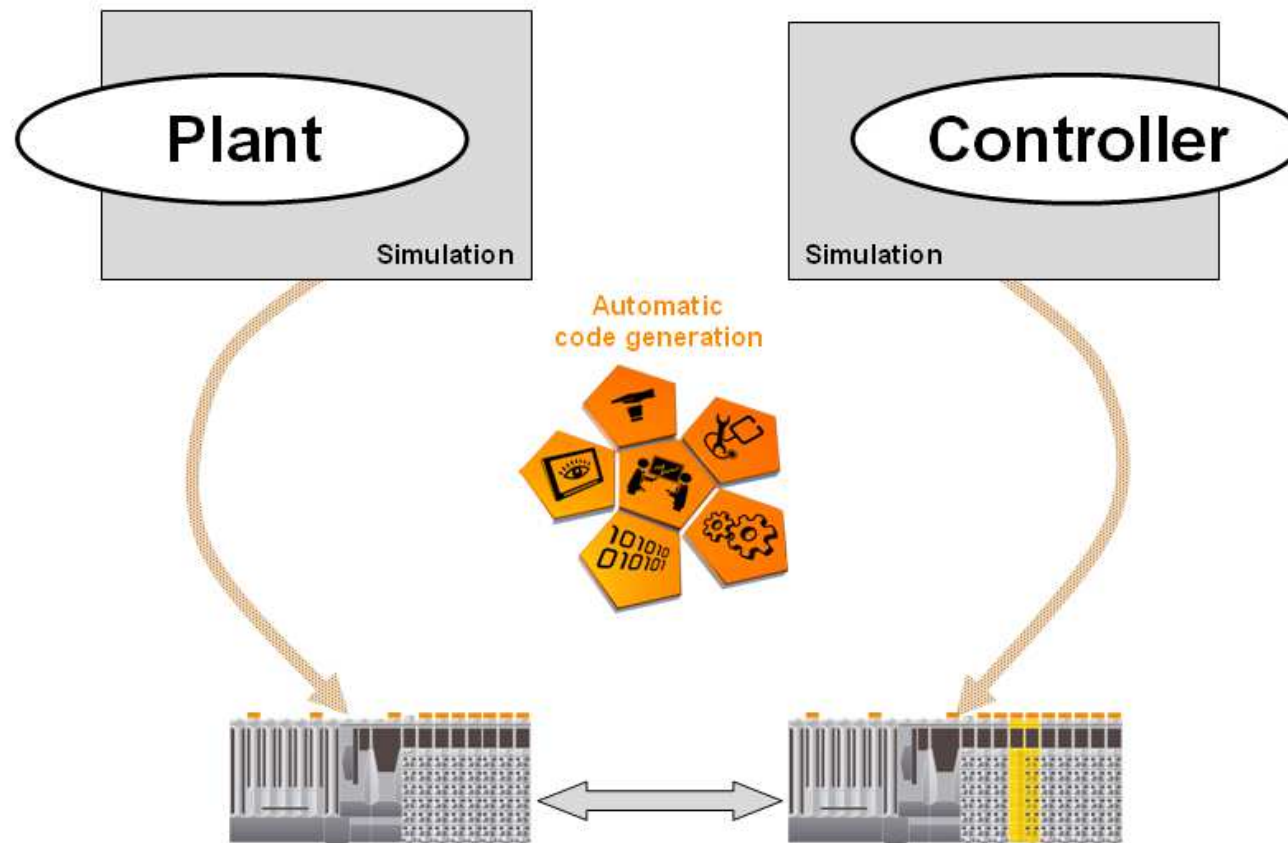 Plant
Controller
Simulation
Simulation
Automatic
code generation
101010
010101